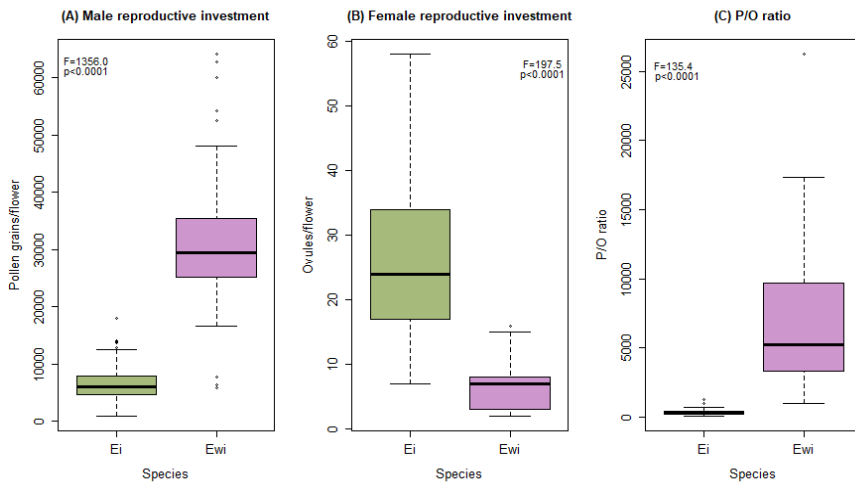 (A) Male reproductive investment
F=1356.0
p<0.0001
Pollen grains/flower
60000
50000
40000
30000
20000
10000
0
Ei
Ewi
Species
(B) Female reproductive investment
F=197.5
p<0.0001
Ovules/flower
60
50
40
30
20
10
0
Ei
Ewi
Species
(C) P/O ratio
F=135.4
p<0.0001
P/O ratio
25000
20000
15000
10000
5000
0
Ei
Ewi
Species